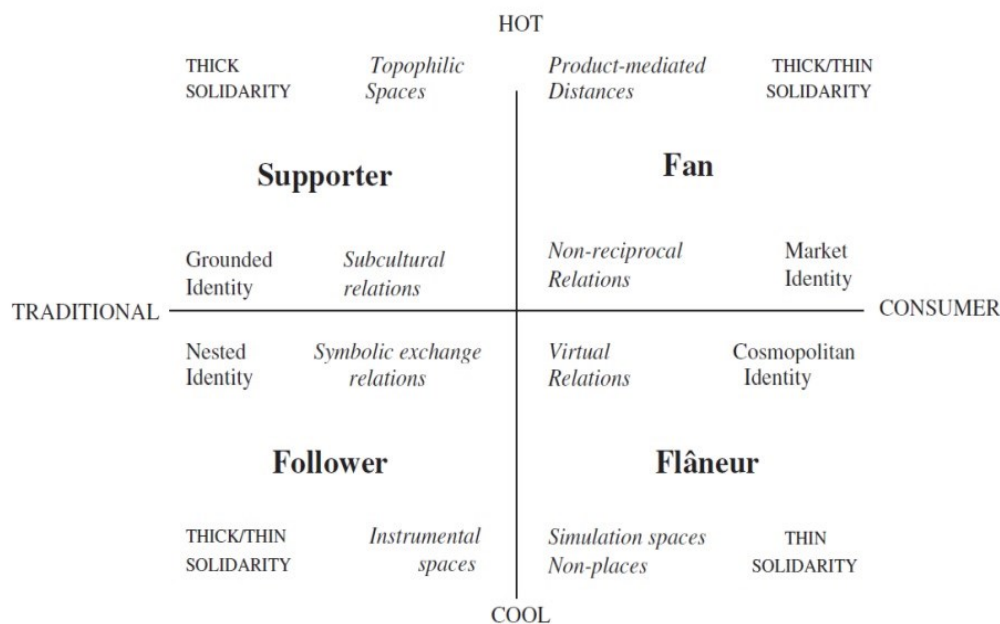 HOT
THICK SOLIDARITY
Topophilic Spaces
Product-mediated Distances
THICK/THIN SOLIDARITY
Supporter
Fan
Grounded Identity
Subcultural relations
Non-reciprocal Relations
Market Identity
TRADITIONAL
CONSUMER
Nested Identity
Symbolic exchange relations
Virtual Relations
Cosmopolitan Identity
Follower
Flâneur
THICK/THIN SOLIDARITY
Instrumental spaces
Simulation spaces Non-places
THIN SOLIDARITY
COOL